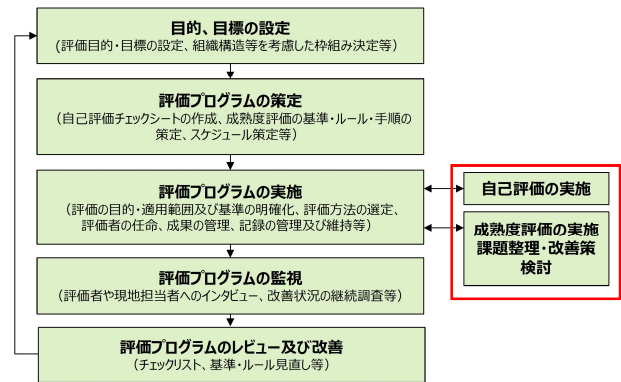 目的、目標の設定
(評価目的・目標の設定、組織構造等を考慮した枠組み決定等)
評価プログラムの策定
(自己評価チェックシートの作成、成熟度評価の基準・ルール・手順の
策定、スケジュール策定等)
評価プログラムの実施
(評価の目的・適用範囲及び基準の明確化、評価方法の選定、
評価者の任命、成果の管理、記録の管理及び維持等)
自己評価の実施
成熟度評価の実施
課題整理・改善策
検討
評価プログラムの監視
(評価者や現地担当者へのインタビュー、改善状況の継続調査等)
評価プログラムのレビュー及び改善
(チェックリスト、基準・ルール見直し等)